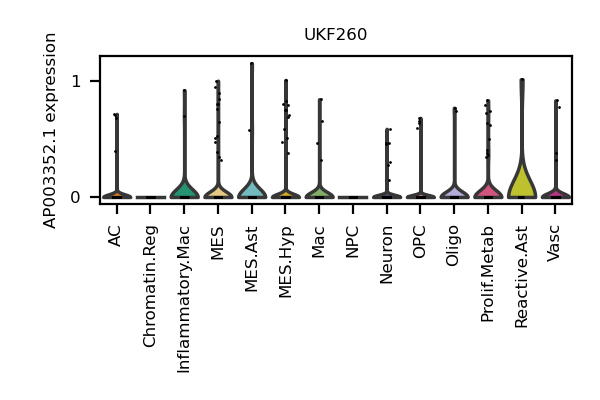 UKF260
AP003352.1 expression
1
0
AC
Chromatin.Reg
Inflammatory.Mac
MES
MES.Ast
MES.Hyp
Mac
NPC
Neuron
OPC
Oligo
Prolif.Metab
Reactive.Ast
Vasc